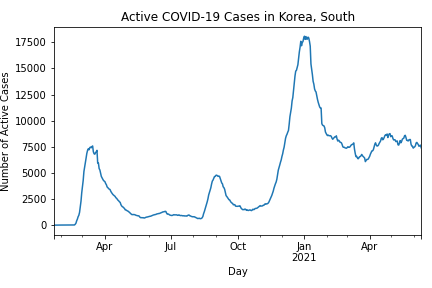 Active COVID-19 Cases in Korea, South
Number of Active Cases
17500
15000
12500
10000
7500
5000
2500
0
Apr
Jul
Oct
Jan
2021
Apr
Day